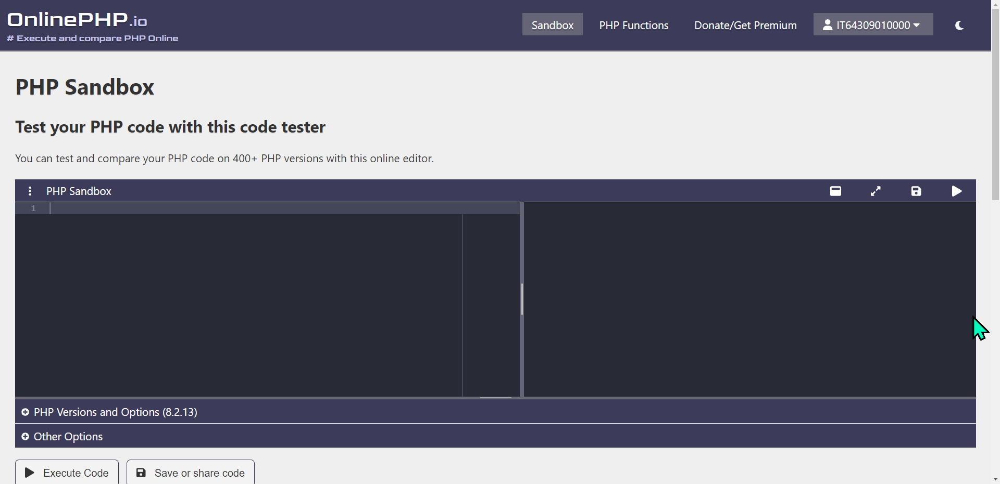 OnlinePHP.io
# Execute and compare PHP Online
Sandbox
PHP Functions
Donate/Get Premium
IT64309010000
PHP Sandbox
Test your PHP code with this code tester
You can test and compare your PHP code on 400+ PHP versions with this online editor.
PHP Sandbox
1
PHP Versions and Options (8.2.13)
Other Options
Execute Code
Save or share code